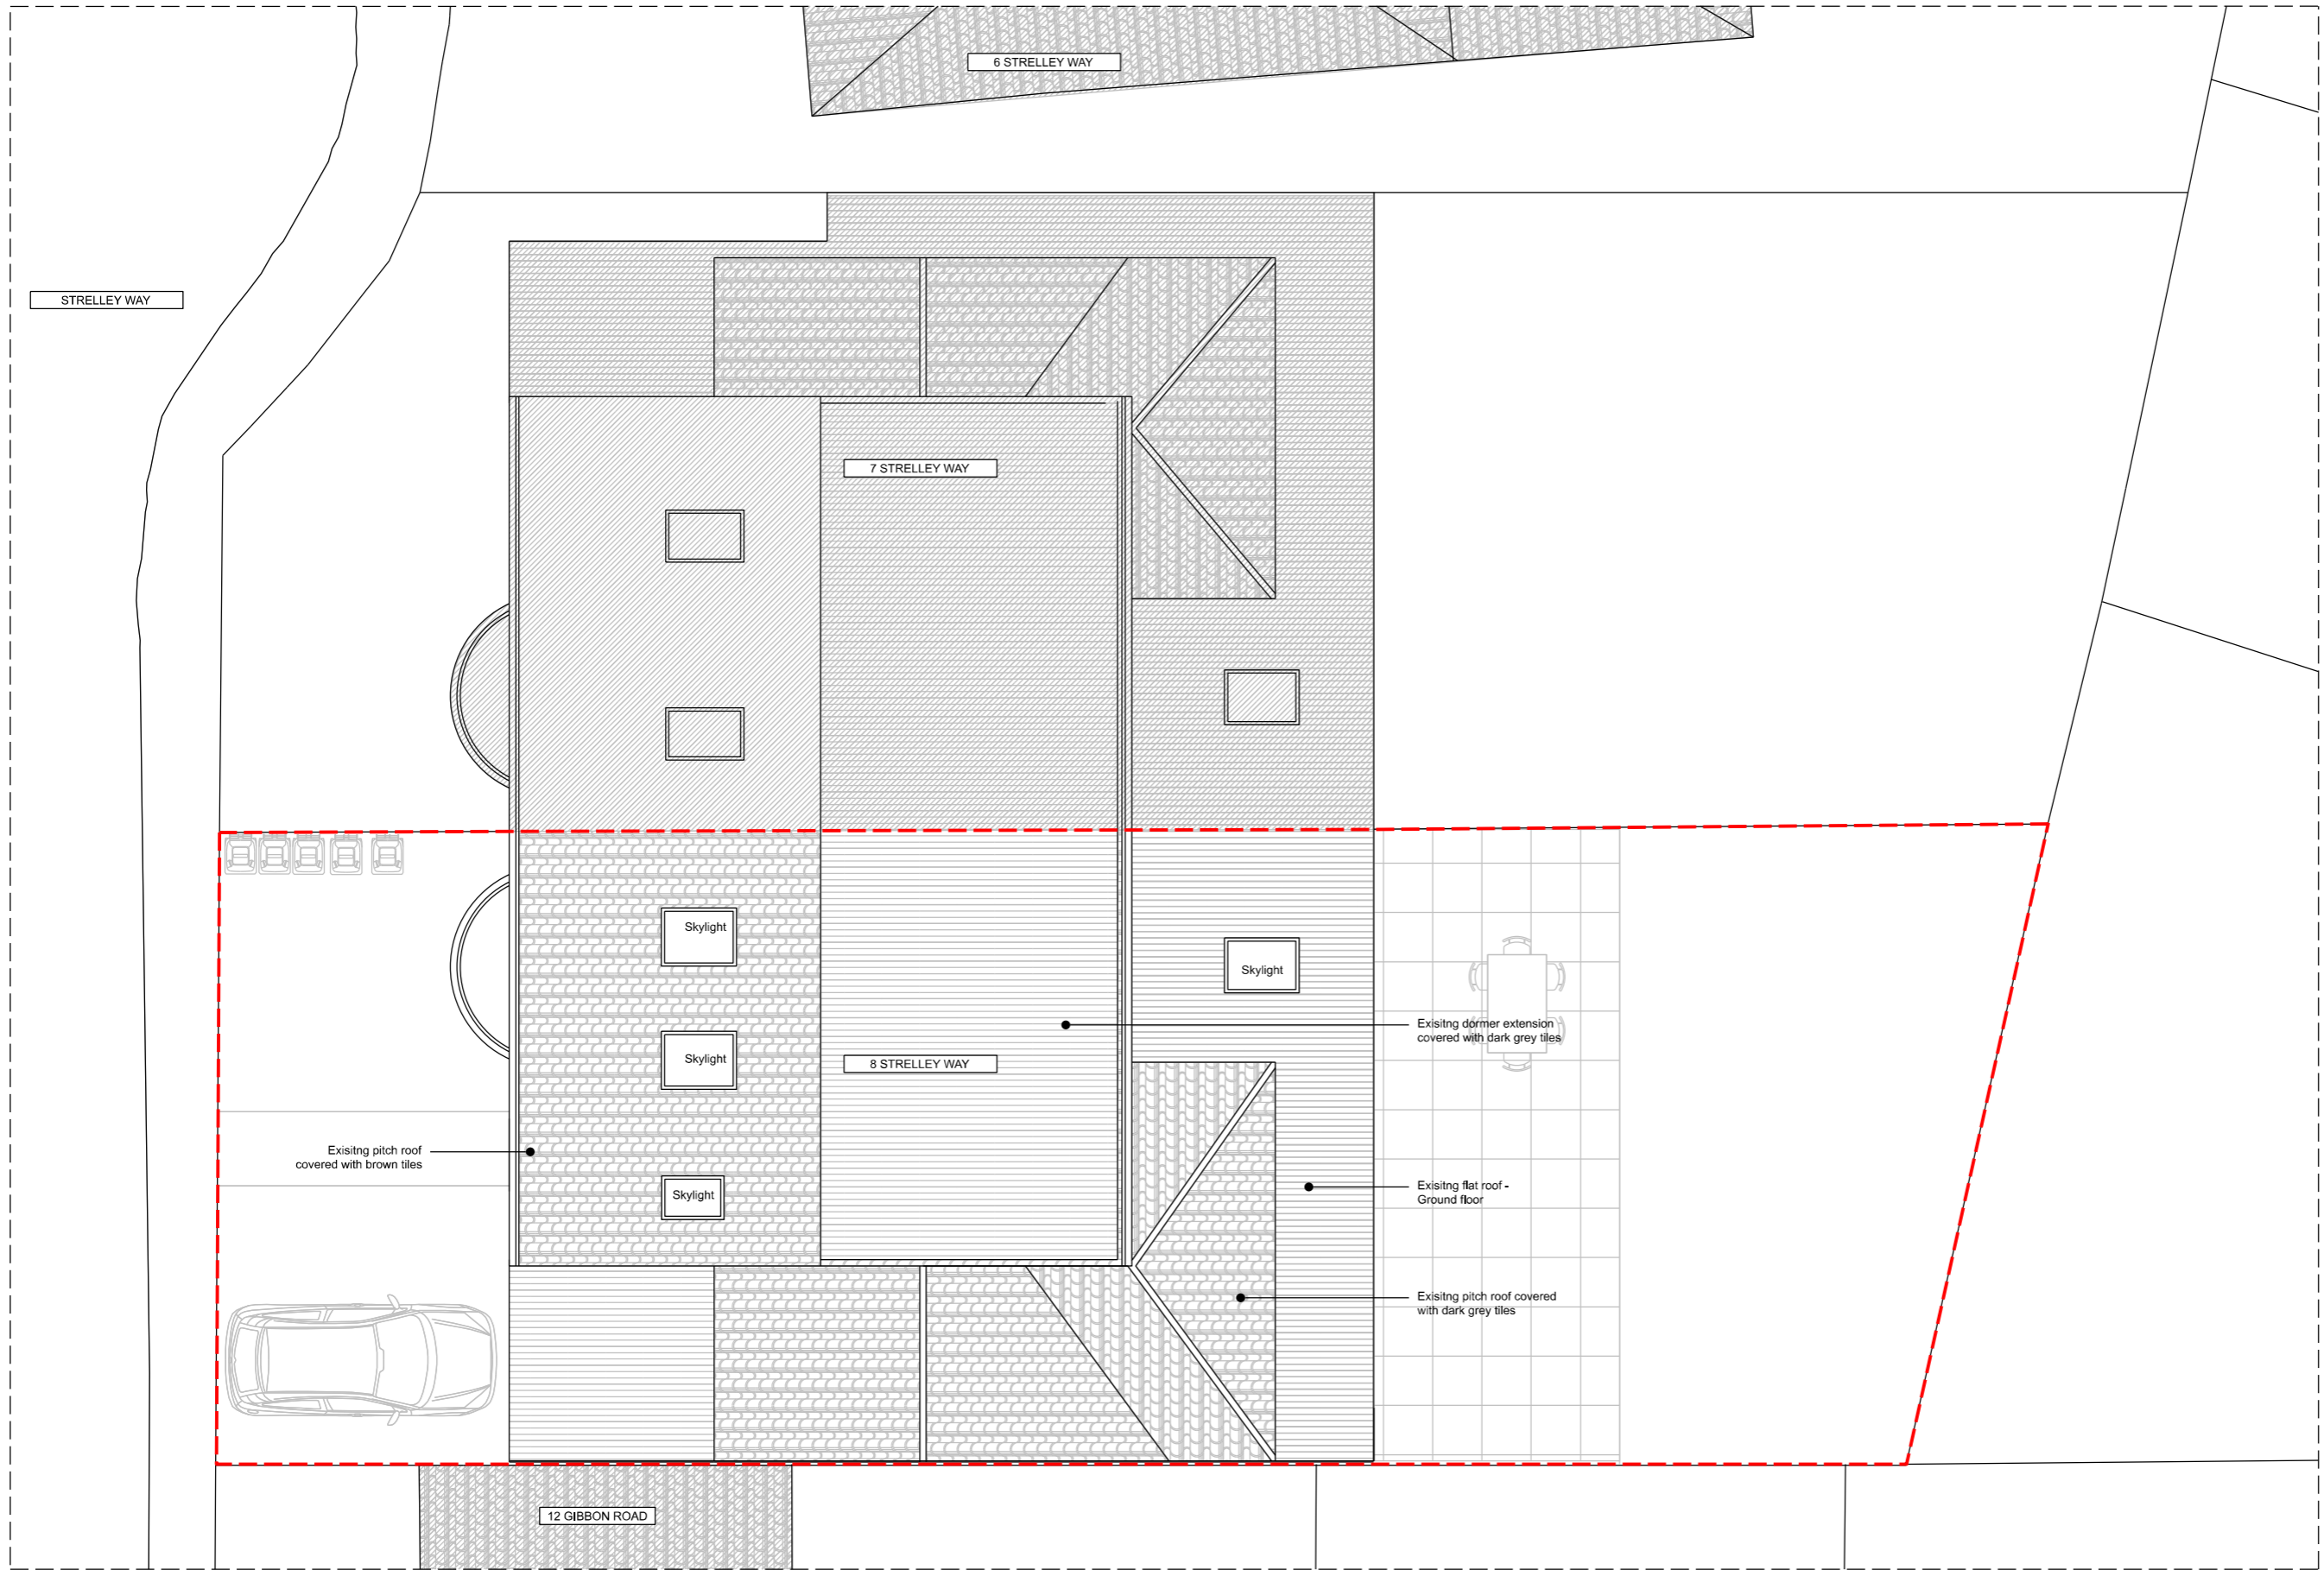 6 STRELLEY WAY
STRELLEY WAY
7 STRELLEY WAY
Skylight
Skylight
Exisitng dormer extension
covered with dark grey tiles
Skylight
8 STRELLEY WAY
Exisitng pitch roof
covered with brown tiles
Skylight
Exisitng flat roof -
Ground floor
Exisitng pitch roof covered
with dark grey tiles
12 GIBBON ROAD